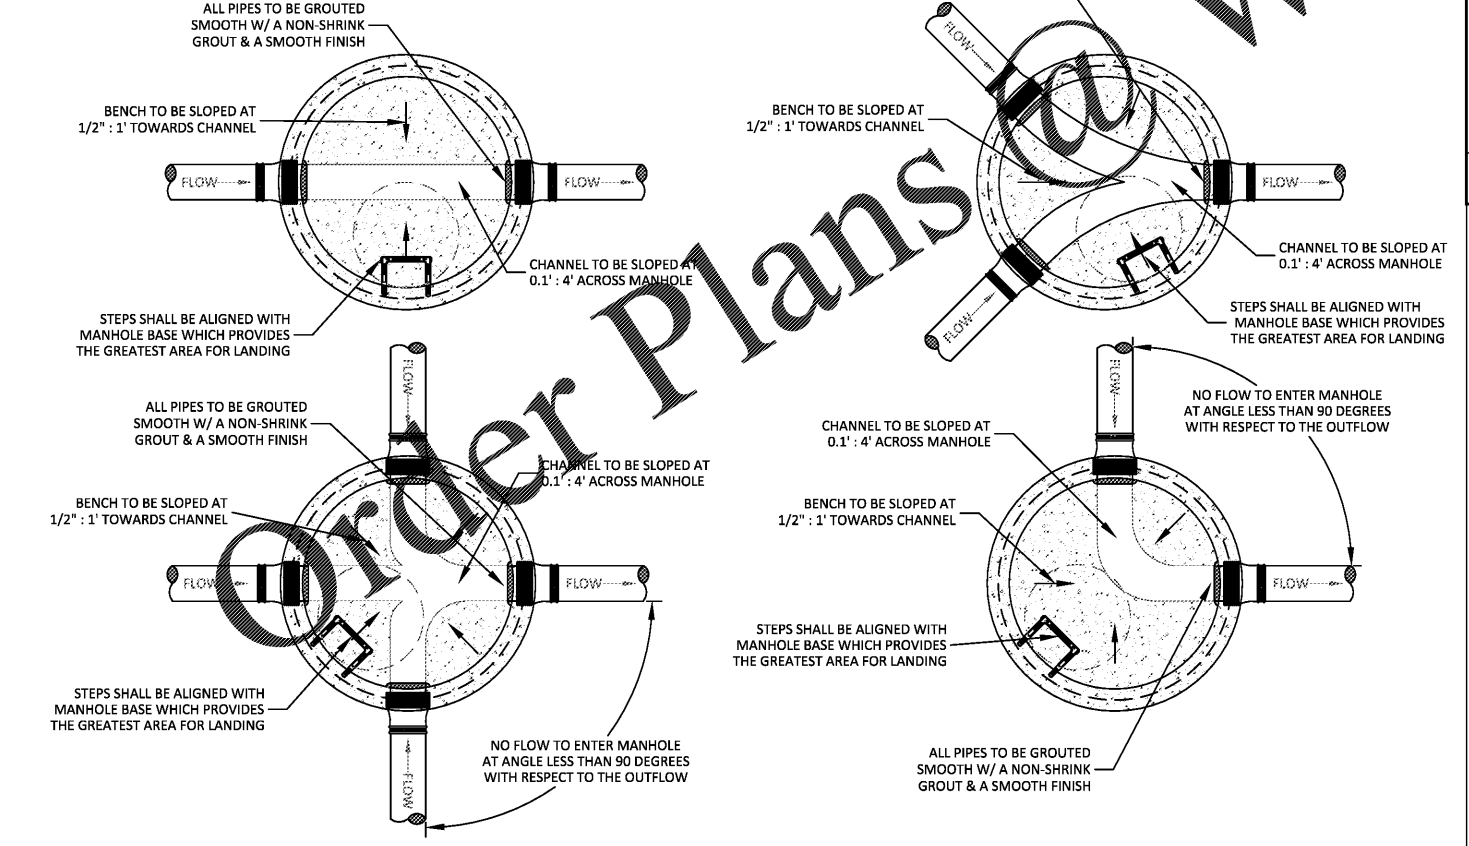 ALL PIPES TO BE GROUTED
SMOOTH W/ A NON-SHRINK
GROUT & A SMOOTH FINISH
BENCH TO BE SLOPED AT
1/2" : 1' TOWARDS CHANNEL
FLOW
FLOW
CHANNEL TO BE SLOPED AT
0.1' : 4' ACROSS MANHOLE
STEPS SHALL BE ALIGNED WITH
MANHOLE BASE WHICH PROVIDES
THE GREATEST AREA FOR LANDING
FLOW
BENCH TO BE SLOPED AT
1/2" : 1' TOWARDS CHANNEL
FLOW
CHANNEL TO BE SLOPED AT
0.1' : 4' ACROSS MANHOLE
STEPS SHALL BE ALIGNED WITH
MANHOLE BASE WHICH PROVIDES
THE GREATEST AREA FOR LANDING
FLOW
FLOW
ALL PIPES TO BE GROUTED
SMOOTH W/ A NON-SHRINK
GROUT & A SMOOTH FINISH
CHANNEL TO BE SLOPED AT
0.1' : 4' ACROSS MANHOLE
BENCH TO BE SLOPED AT
1/2" : 1' TOWARDS CHANNEL
FLOW
FLOW
STEPS SHALL BE ALIGNED WITH
MANHOLE BASE WHICH PROVIDES
THE GREATEST AREA FOR LANDING
NO FLOW TO ENTER MANHOLE
AT ANGLE LESS THAN 90 DEGREES
WITH RESPECT TO THE OUTFLOW
FLOW
FLOW
NO FLOW TO ENTER MANHOLE
AT ANGLE LESS THAN 90 DEGREES
WITH RESPECT TO THE OUTFLOW
CHANNEL TO BE SLOPED AT
0.1' : 4' ACROSS MANHOLE
BENCH TO BE SLOPED AT
1/2" : 1' TOWARDS CHANNEL
FLOW
STEPS SHALL BE ALIGNED WITH
MANHOLE BASE WHICH PROVIDES
THE GREATEST AREA FOR LANDING
ALL PIPES TO BE GROUTED
SMOOTH W/ A NON-SHRINK
GROUT & A SMOOTH FINISH
Order Plans @